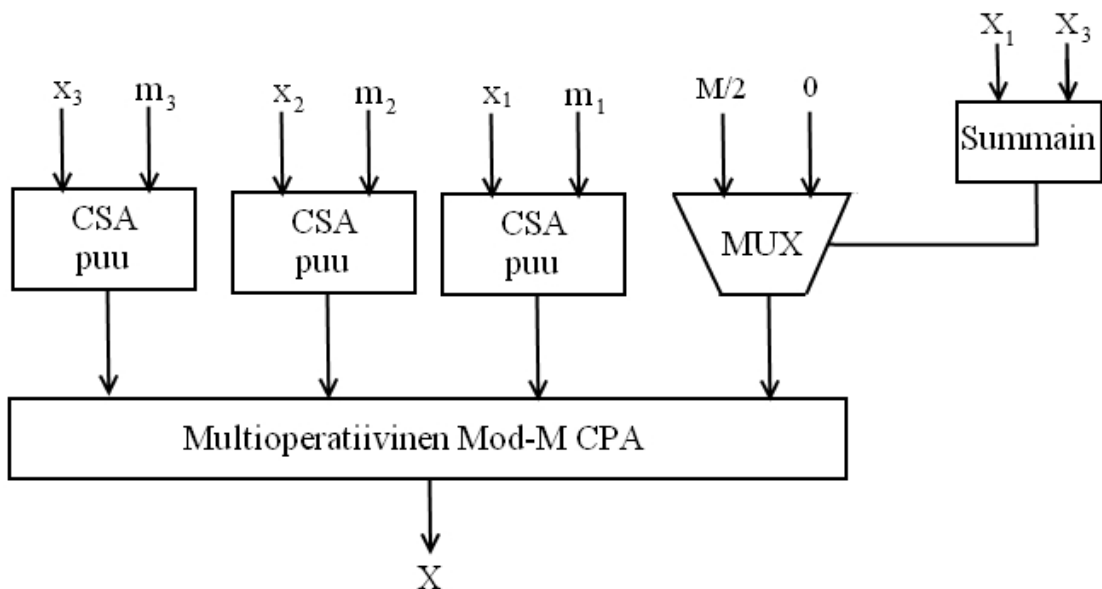 X₁ X₃
x₃ m₃ x₂ m₂ x₁ m₁ M/2 0
Summain
CSA puu
CSA puu
CSA puu
MUX
Multioperatiivinen Mod-M CPA
X